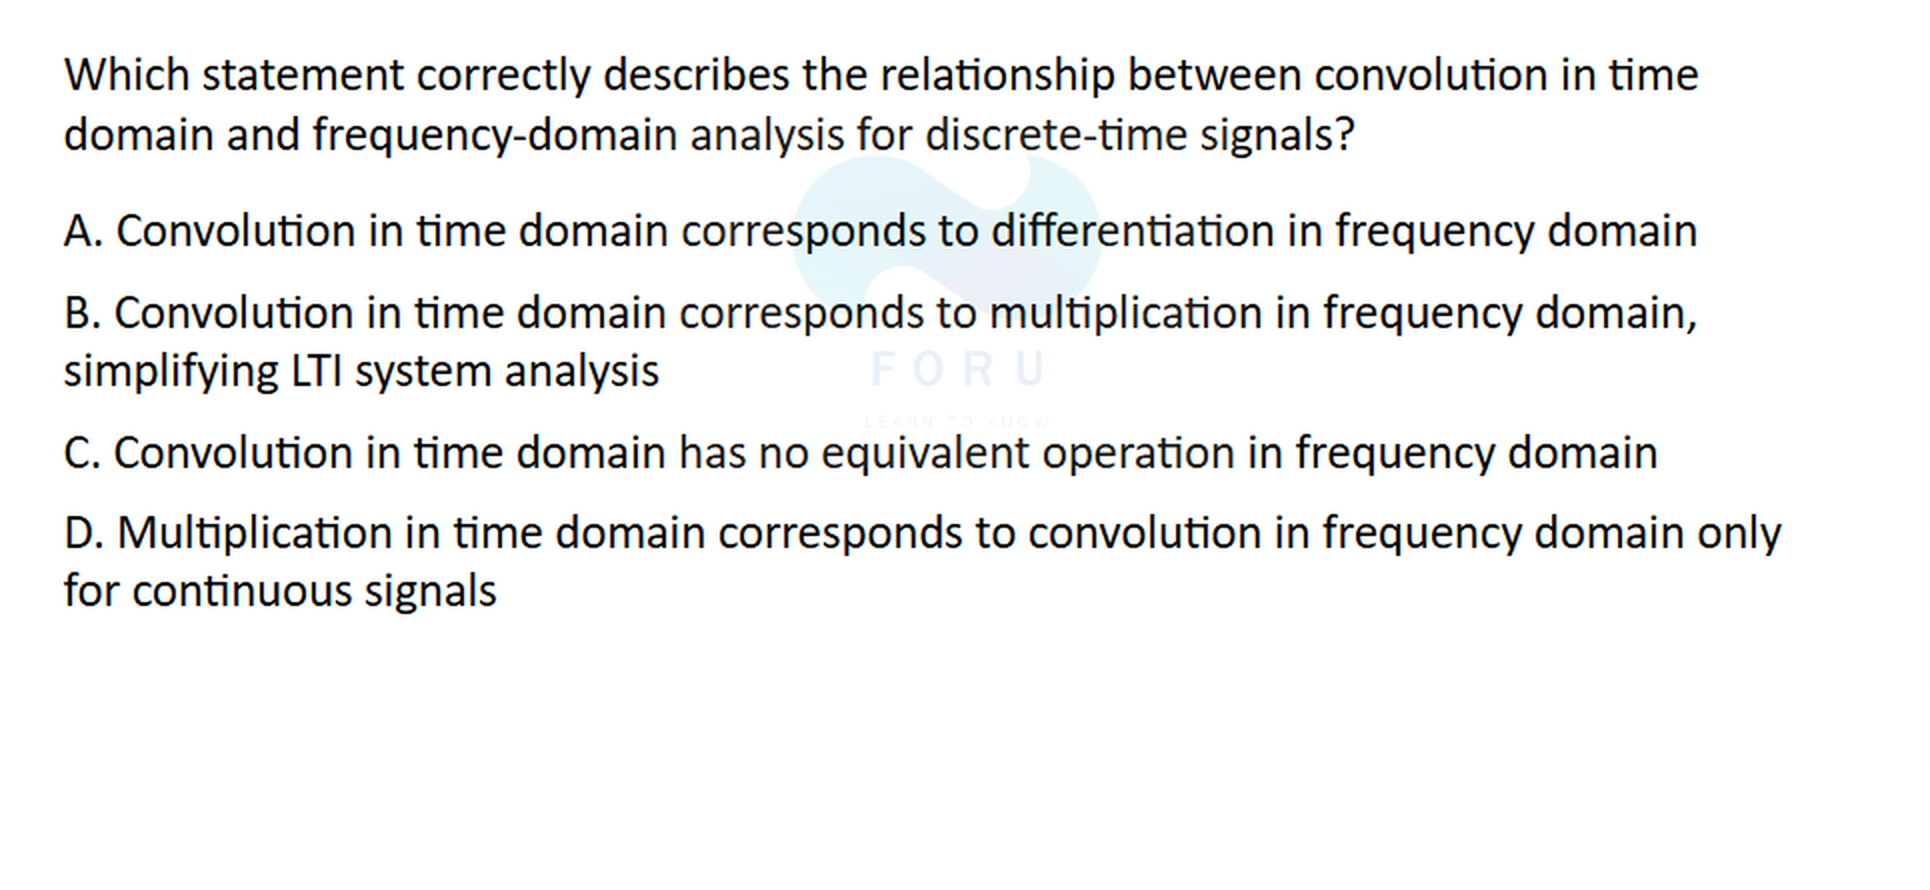 Which statement correctly describes the relationship between convolution in time
domain and frequency-domain analysis for discrete-time signals?
A. Convolution in time domain corresponds to differentiation in frequency domain
B. Convolution in time domain corresponds to multiplication in frequency domain,
simplifying LTI system analysis
FORU
LEARN TO KNOW
C. Convolution in time domain has no equivalent operation in frequency domain
D. Multiplication in time domain corresponds to convolution in frequency domain only
for continuous signals